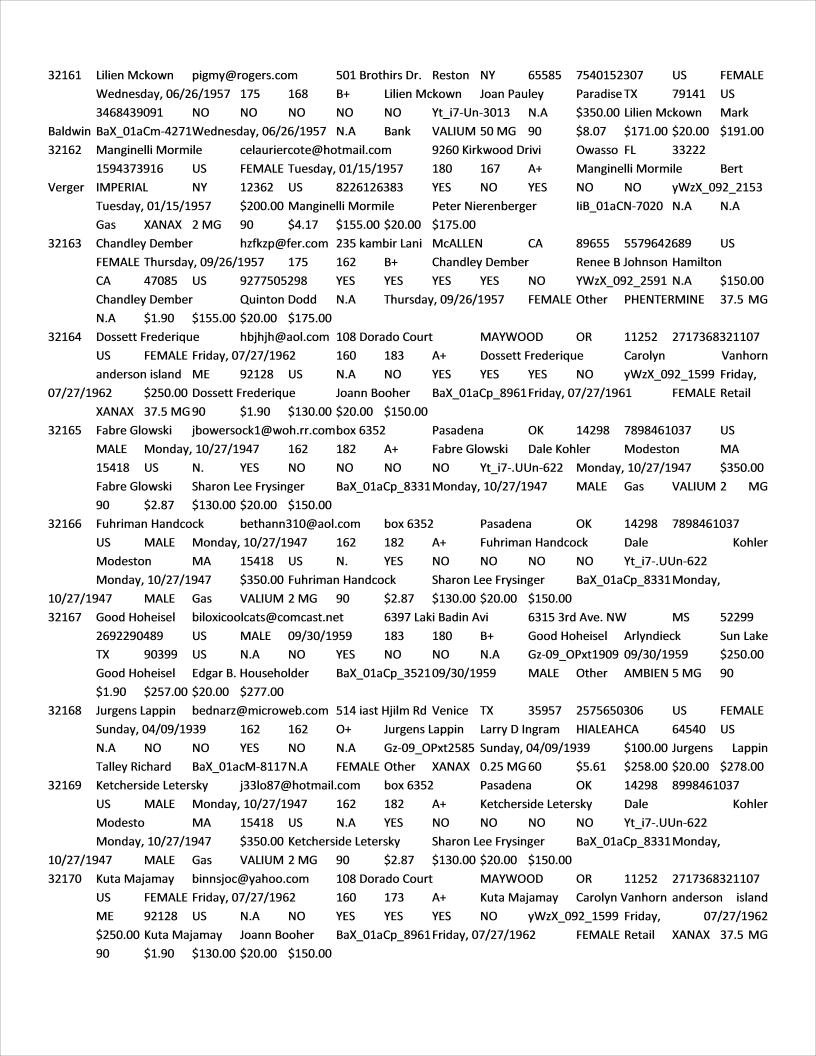 32161 Lilien Mckown pigmy@rogers.com 501 Brothirs Dr. Reston NY 65585 7540152307 US FEMALE
Wednesday, 06/26/1957 175 168 B+ Lilien Mckown Joan Pauley Paradise TX 79141 US
3468439091 NO NO NO NO NO Yt_i7-Un-3013 N.A $350.00 Lilien Mckown Mark
Baldwin BaX_01aCm-4271Wednesday, 06/26/1957 N.A Bank VALIUM 50 MG 90 $8.07 $171.00 $20.00 $191.00
32162 Manginelli Mormile celauriercote@hotmail.com 9260 Kirkwood Drivi Owasso FL 33222
1594373916 US FEMALE Tuesday, 01/15/1957 180 167 A+ Manginelli Mormile Bert
Verger IMPERIAL NY 12362 US 8226126383 YES NO YES NO NO yWzX_092_2153
Tuesday, 01/15/1957 $200.00 Manginelli Mormile Peter Nierenberger IiB_01aCN-7020 N.A N.A
Gas XANAX 2 MG 90 $4.17 $155.00 $20.00 $175.00
32163 Chandley Dember hzfkzp@fer.com 235 kambir Lani McALLEN CA 89655 5579642689 US
FEMALE Thursday, 09/26/1957 175 162 B+ Chandley Dember Renee B Johnson Hamilton
CA 47085 US 9277505298 YES YES YES YES NO YWzX_092_2591 N.A $150.00
Chandley Dember Quinton Dodd N.A Thursday, 09/26/1957 FEMALE Other PHENTERMINE 37.5 MG
N.A $1.90 $155.00 $20.00 $175.00
32164 Dossett Frederique hbjhjh@aol.com 108 Dorado Court MAYWOOD OR 11252 2717368321107
US FEMALE Friday, 07/27/1962 160 183 A+ Dossett Frederique Carolyn Vanhorn
anderson island ME 92128 US N.A NO YES YES YES NO yWzX_092_1599 Friday,
07/27/1962 $250.00 Dossett Frederique Joann Booher BaX_01aCp_8961 Friday, 07/27/1961 FEMALE Retail
XANAX 37.5 MG 90 $1.90 $130.00 $20.00 $150.00
32165 Fabre Glowski jbowersock1@woh.rr.combox 6352 Pasadena OK 14298 7898461037 US
MALE Monday, 10/27/1947 162 182 A+ Fabre Glowski Dale Kohler Modeston MA
15418 US N. YES NO NO NO NO Yt_i7-.UUn-622 Monday, 10/27/1947 $350.00
Fabre Glowski Sharon Lee Frysinger BaX_01aCp_8331 Monday, 10/27/1947 MALE Gas VALIUM 2 MG
90 $2.87 $130.00 $20.00 $150.00
32166 Fuhriman Handcock bethann310@aol.com box 6352 Pasadena OK 14298 7898461037
US MALE Monday, 10/27/1947 162 182 A+ Fuhriman Handcock Dale Kohler
Modeston MA 15418 US N. YES NO NO NO NO Yt_i7-.UUn-622
Monday, 10/27/1947 $350.00 Fuhriman Handcock Sharon Lee Frysinger BaX_01aCp_8331 Monday,
10/27/1947 MALE Gas VALIUM 2 MG 90 $2.87 $130.00 $20.00 $150.00
32167 Good Hoheisel biloxicoolcats@comcast.net 6397 Laki Badin Avi 6315 3rd Ave. NW MS 52299
2692290489 US MALE 09/30/1959 183 180 B+ Good Hoheisel Arlyndieck Sun Lake
TX 90399 US N.A NO YES NO NO N.A Gz-09_OPxt1909 09/30/1959 $250.00
Good Hoheisel Edgar B. Householder BaX_01aCp_3521 09/30/1959 MALE Other AMBIEN 5 MG 90
$1.90 $257.00 $20.00 $277.00
32168 Jurgens Lappin bednarz@microweb.com 514 iast Hjilm Rd Venice TX 35957 2575650306 US FEMALE
Sunday, 04/09/1939 162 162 O+ Jurgens Lappin Larry D Ingram HIALEAHCA 64540 US
N.A NO NO YES NO N.A Gz-09_OPxt2585 Sunday, 04/09/1939 $100.00 Jurgens Lappin
Talley Richard BaX_01acM-8117N.A FEMALE Other XANAX 0.25 MG 60 $5.61 $258.00 $20.00 $278.00
32169 Ketcherside Letersky j33lo87@hotmail.com box 6352 Pasadena OK 14298 8998461037
US MALE Monday, 10/27/1947 162 182 A+ Ketcherside Letersky Dale Kohler
Modesto MA 15418 US N.A YES NO NO NO NO Yt_i7-.UUn-622
Monday, 10/27/1947 $350.00 Ketcherside Letersky Sharon Lee Frysinger BaX_01aCp_8331 Monday,
10/27/1947 MALE Gas VALIUM 2 MG 90 $2.87 $130.00 $20.00 $150.00
32170 Kuta Majamay binnsjoc@yahoo.com 108 Dorado Court MAYWOOD OR 11252 2717368321107
US FEMALE Friday, 07/27/1962 160 173 A+ Kuta Majamay Carolyn Vanhorn anderson island
ME 92128 US N.A NO YES YES YES NO yWzX_092_1599 Friday, 07/27/1962
$250.00 Kuta Majamay Joann Booher BaX_01aCp_8961 Friday, 07/27/1962 FEMALE Retail XANAX 37.5 MG
90 $1.90 $130.00 $20.00 $150.00